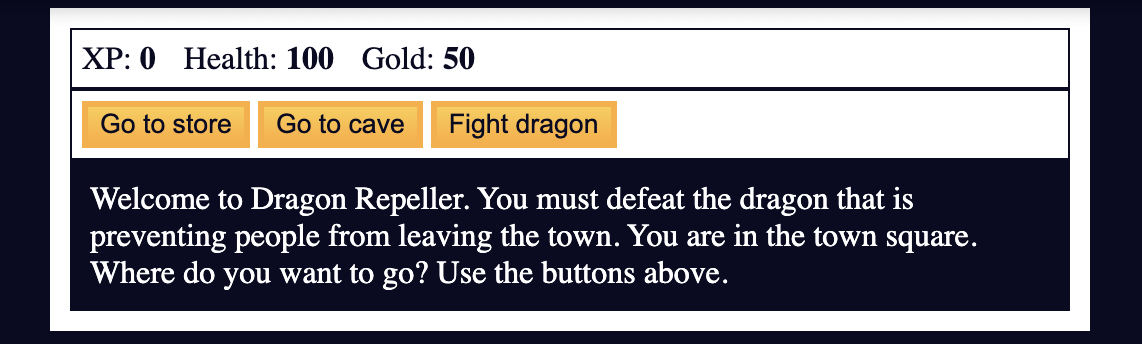 XP: 0 Health: 100 Gold: 50
Go to store Go to cave Fight dragon
Welcome to Dragon Repeller. You must defeat the dragon that is
preventing people from leaving the town. You are in the town square.
Where do you want to go? Use the buttons above.